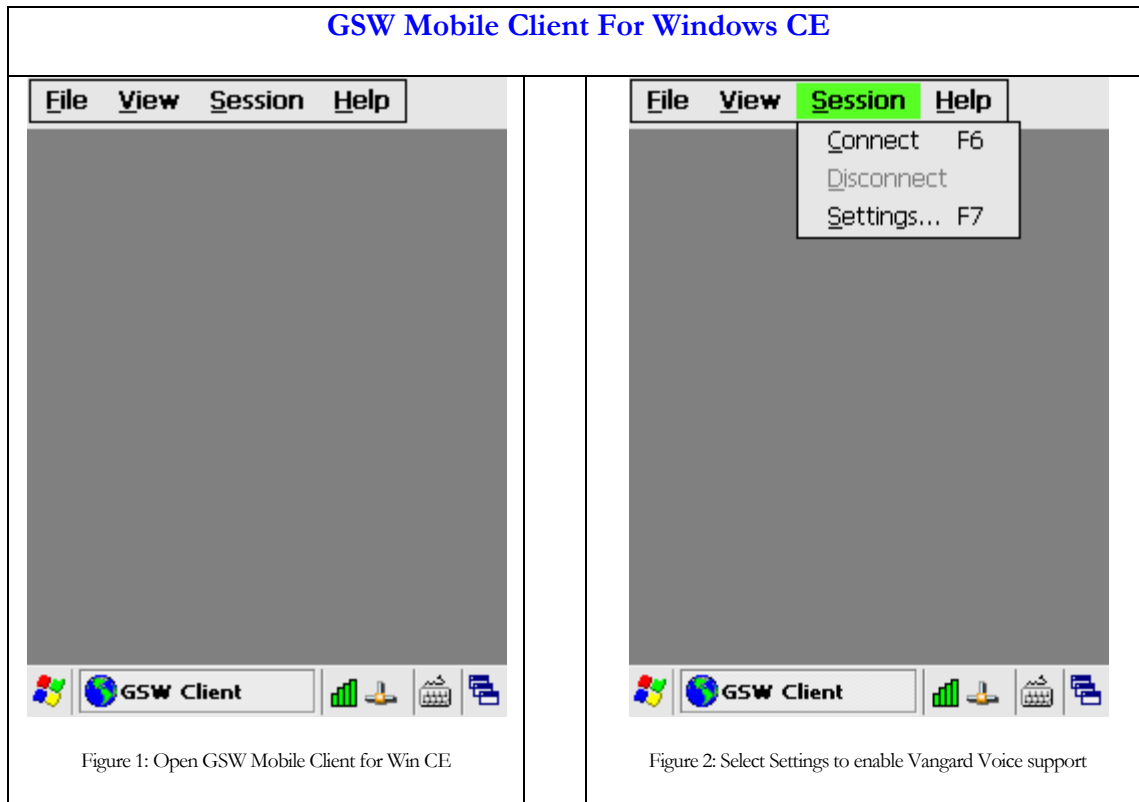 GSW Mobile Client For Windows CE
File View Session Help
GSW Client
Figure 1: Open GSW Mobile Client for Win CE
File View Session Help
Connect F6
Disconnect
Settings... F7
GSW Client
Figure 2: Select Settings to enable Vangard Voice support